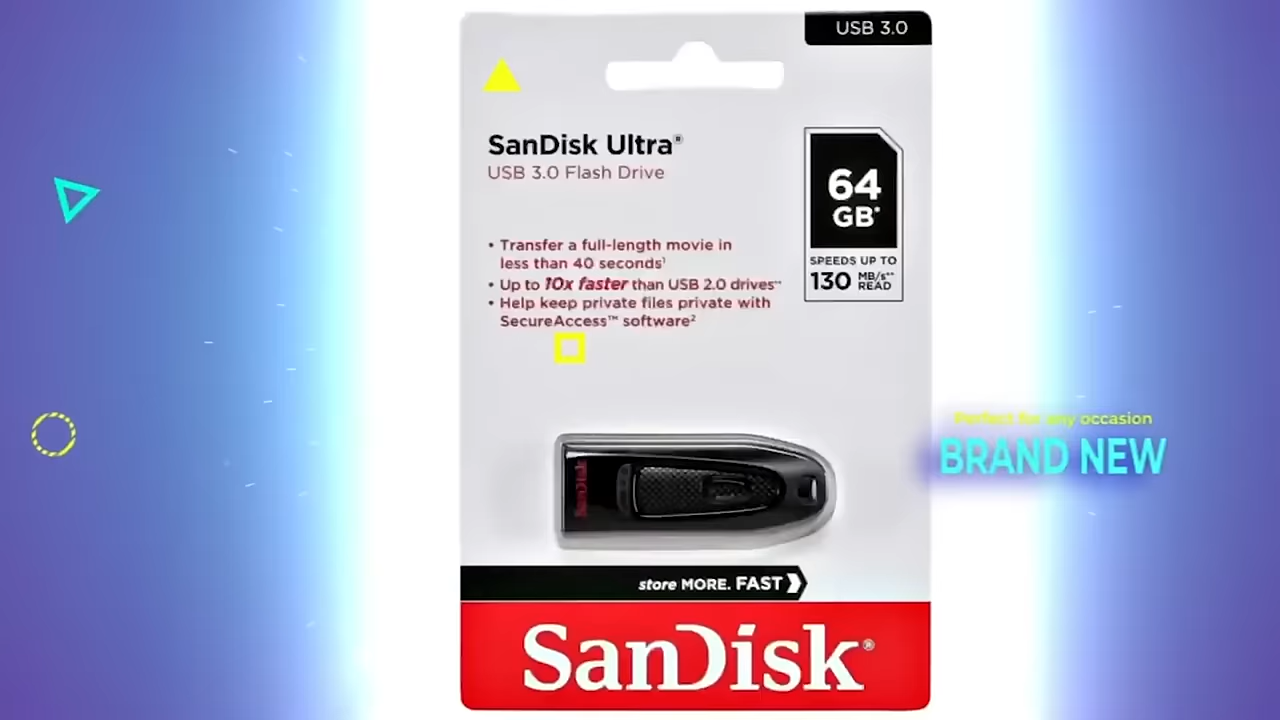 USB 3.0
SanDisk Ultra®
USB 3.0 Flash Drive
64
GB*
SPEEDS UP TO
130 MB/s**
READ
• Transfer a full-length movie in
less than 40 seconds¹
• Up to 10x faster than USB 2.0 drives**
• Help keep private files private with
SecureAccess™ software²
Perfect for any occasion
BRAND NEW
SanDisk
store MORE. FAST
SanDisk®